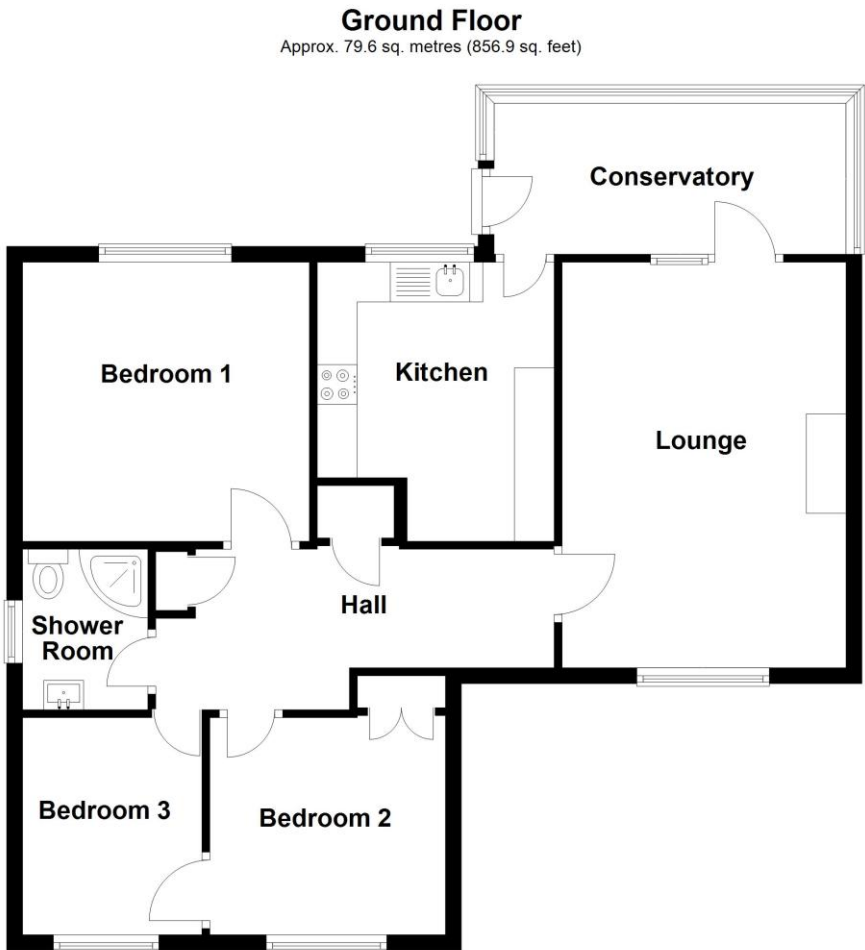 Ground Floor
Approx. 79.6 sq. metres (856.9 sq. feet)
Conservatory
Bedroom 1
Kitchen
Lounge
Hall
Shower
Room
Bedroom 3
Bedroom 2